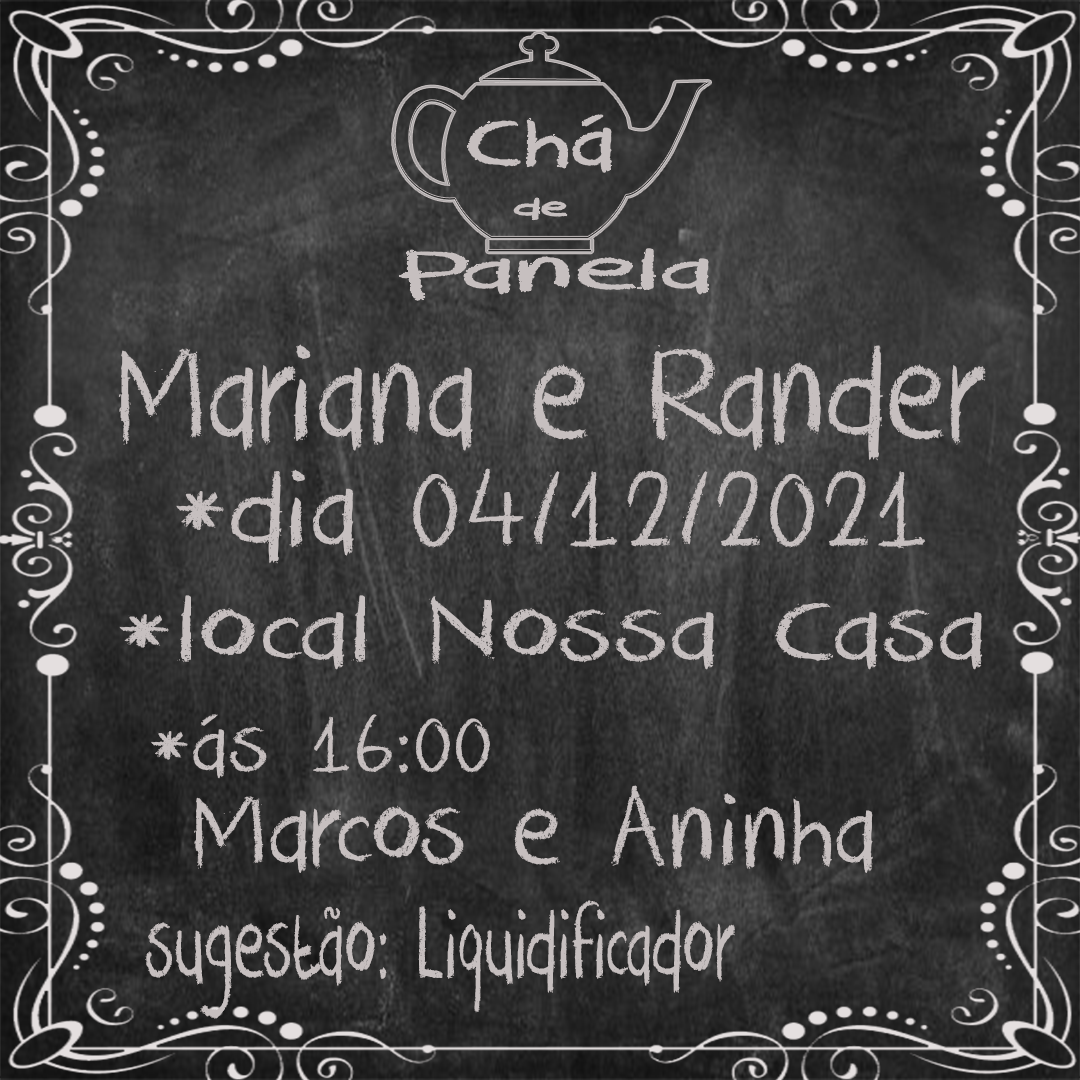 Chá
de
Panela
Mariana e Rander
*dia 04/12/2021
*local Nossa Casa
*ás 16:00
Marcos e Aninha
sugestão: Liquidificador